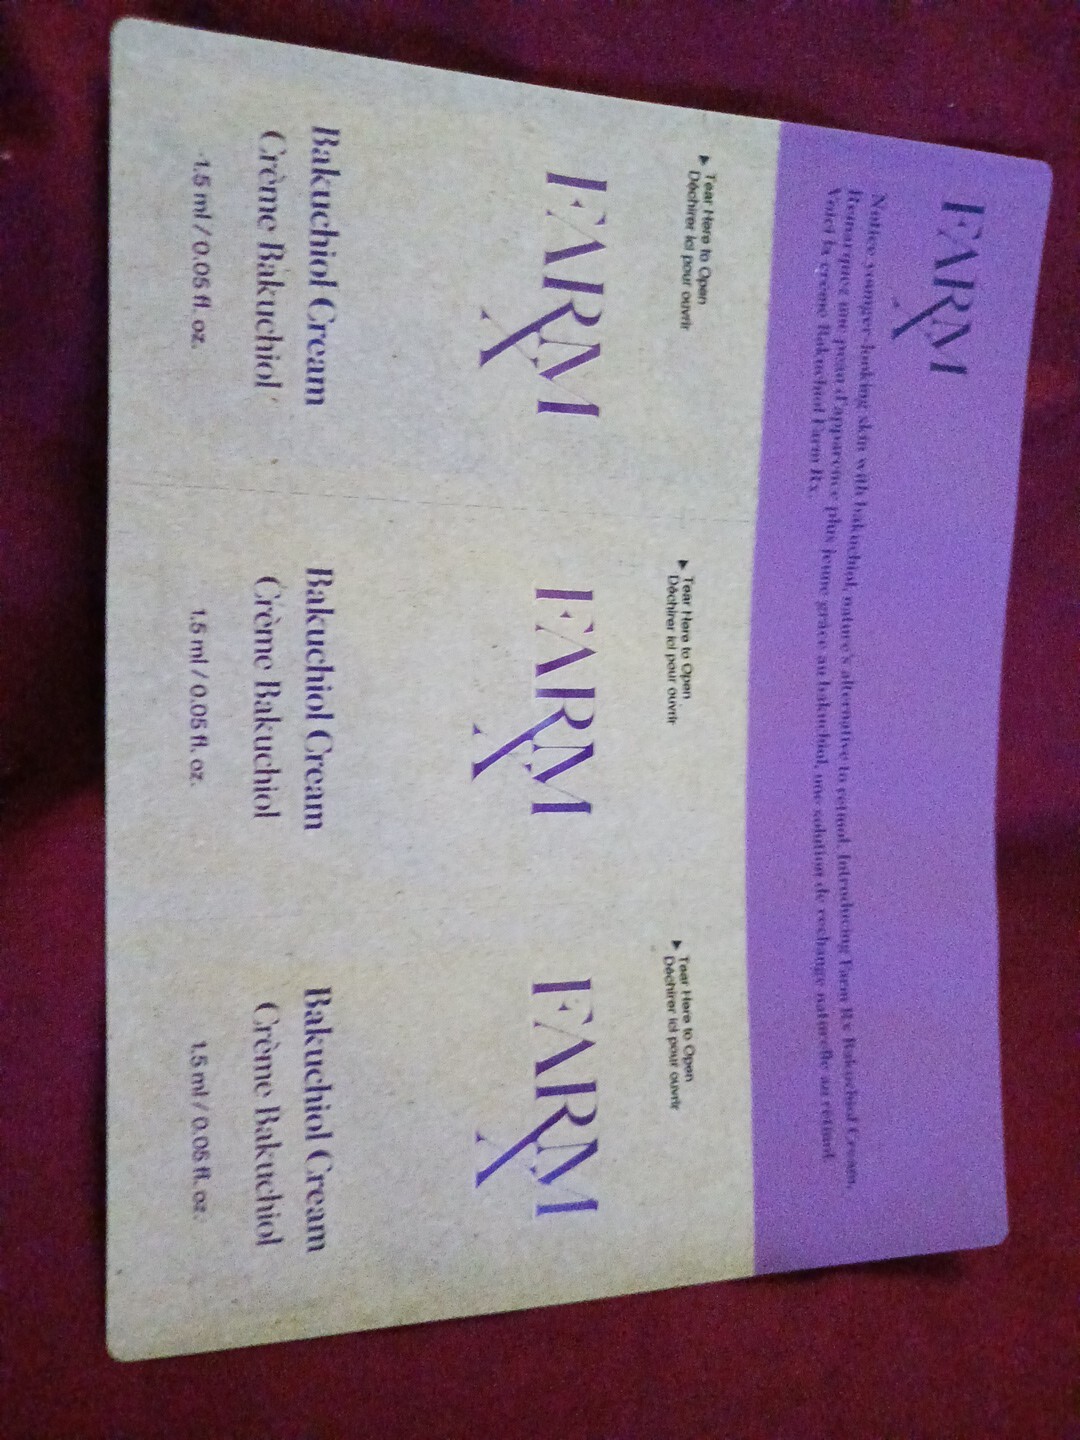 FARM
X
Notice younger-looking skin with bakuchiol, nature's alternative to retinol. Introducing Farm Rx Bakuchiol Cream.
Remarquez une peau d'apparence plus jeune grâce au bakuchiol, une solution de rechange naturelle au rétinol.
Voici la crème Bakuchiol Farm Rx.
▶ Tear Here to Open
Déchirer ici pour ouvrir
FARM
X
Bakuchiol Cream
Crème Bakuchiol
1.5 ml / 0.05 fl. oz.
▶ Tear Here to Open
Déchirer ici pour ouvrir
FARM
X
Bakuchiol Cream
Crème Bakuchiol
1.5 ml / 0.05 fl. oz.
▶ Tear Here to Open
Déchirer ici pour ouvrir
FARM
X
Bakuchiol Cream
Crème Bakuchiol
1.5 ml / 0.05 fl. oz.